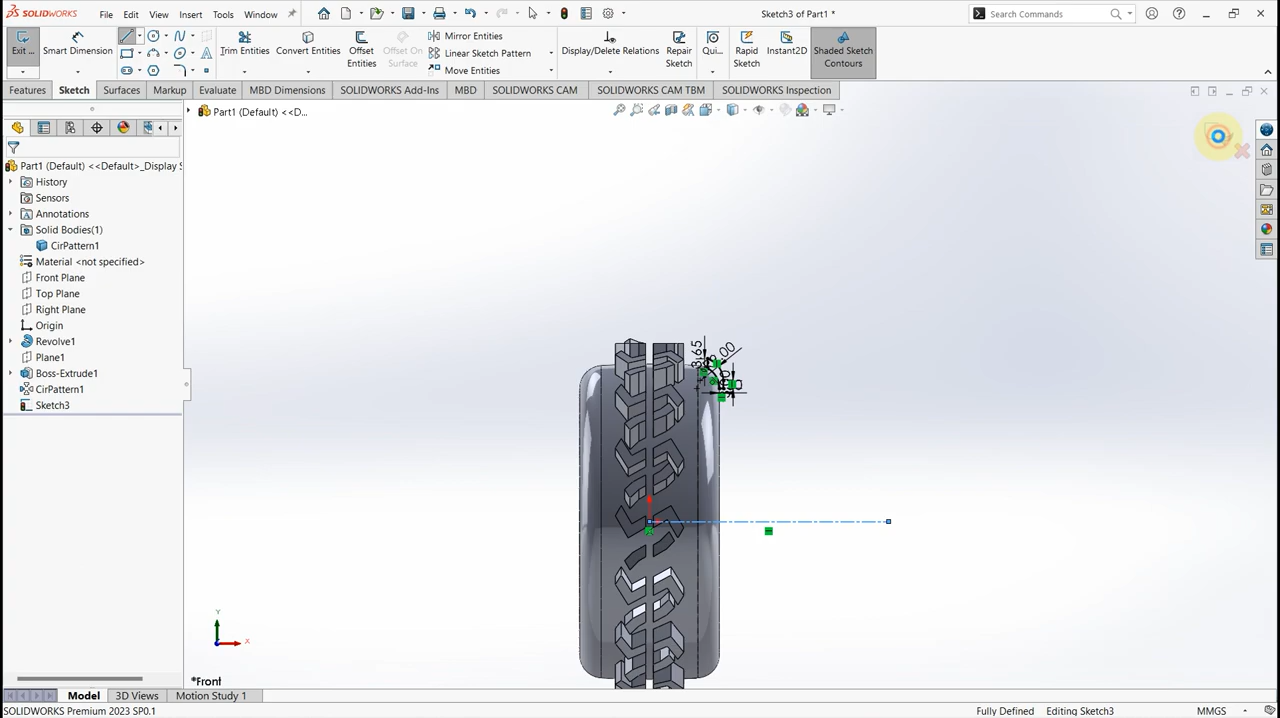 SOLIDWORKS File Edit View Insert Tools Window Sketch3 of Part1 * Search Commands
Exit ... Smart Dimension Trim Entities Convert Entities Offset Entities Offset On Surface Mirror Entities Linear Sketch Pattern Move Entities Display/Delete Relations Repair Sketch Qui... Rapid Sketch Instant2D Shaded Sketch Contours
Features Sketch Surfaces Markup Evaluate MBD Dimensions SOLIDWORKS Add-Ins MBD SOLIDWORKS CAM SOLIDWORKS CAM TBM SOLIDWORKS Inspection
Part1 (Default) <<D...
Part1 (Default) <<Default>_Display S
History
Sensors
Annotations
Solid Bodies(1)
CirPattern1
Material <not specified>
Front Plane
Top Plane
Right Plane
Origin
Revolve1
Plane1
Boss-Extrude1
CirPattern1
Sketch3
Y
X
*Front
Model 3D Views Motion Study 1
SOLIDWORKS Premium 2023 SP0.1 Fully Defined Editing Sketch3 MMGS